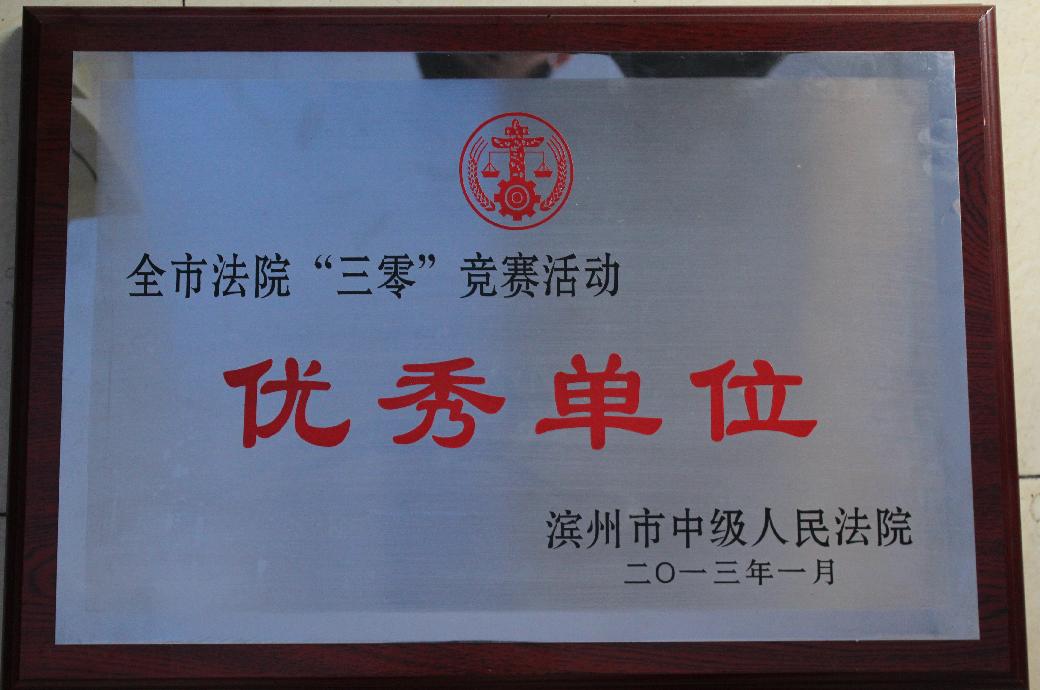 全市法院“三零”竞赛活动
优秀单位
滨州市中级人民法院
二〇一三年一月